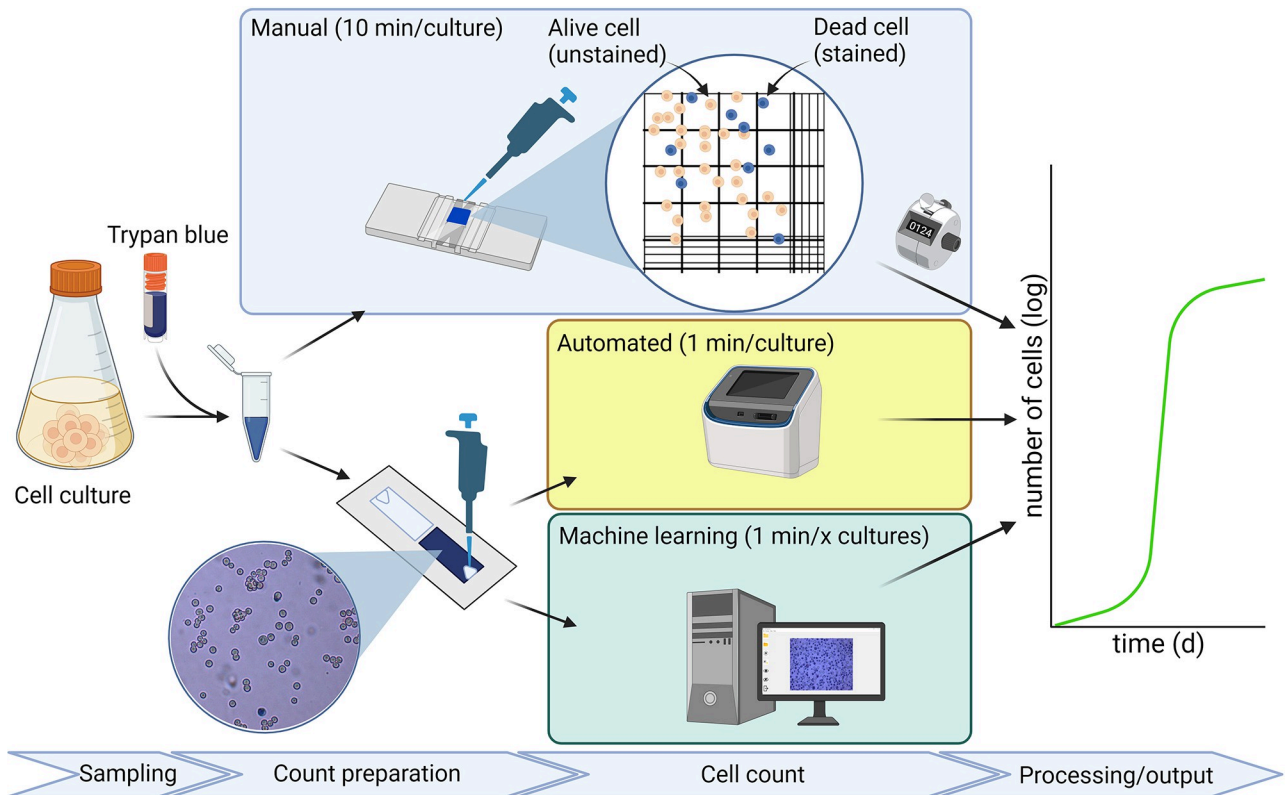 Manual (10 min/culture)
Alive cell
(unstained)
Dead cell
(stained)
0124
Trypan blue
Cell culture
Automated (1 min/culture)
Machine learning (1 min/x cultures)
number of cells (log)
time (d)
Sampling
Count preparation
Cell count
Processing/output